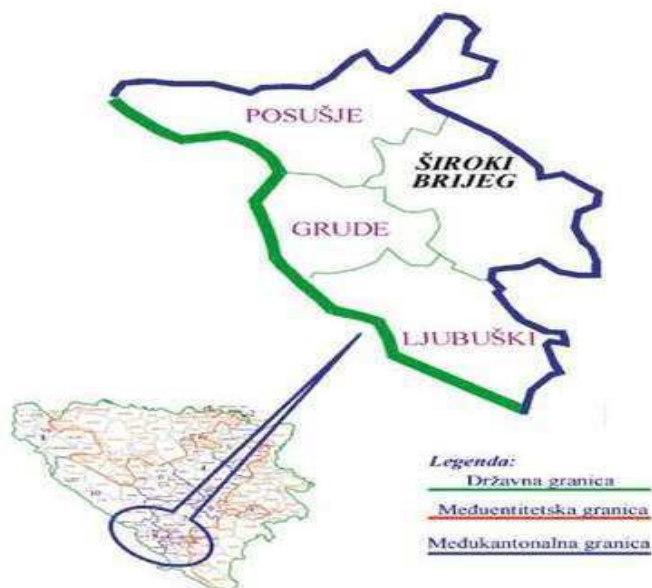 POSUŠJE
ŠIROKI
BRIJEG
GRUDE
LJUBUŠKI
Legenda:
Državna granica
Međuentitetska granica
Međukantonalna granica